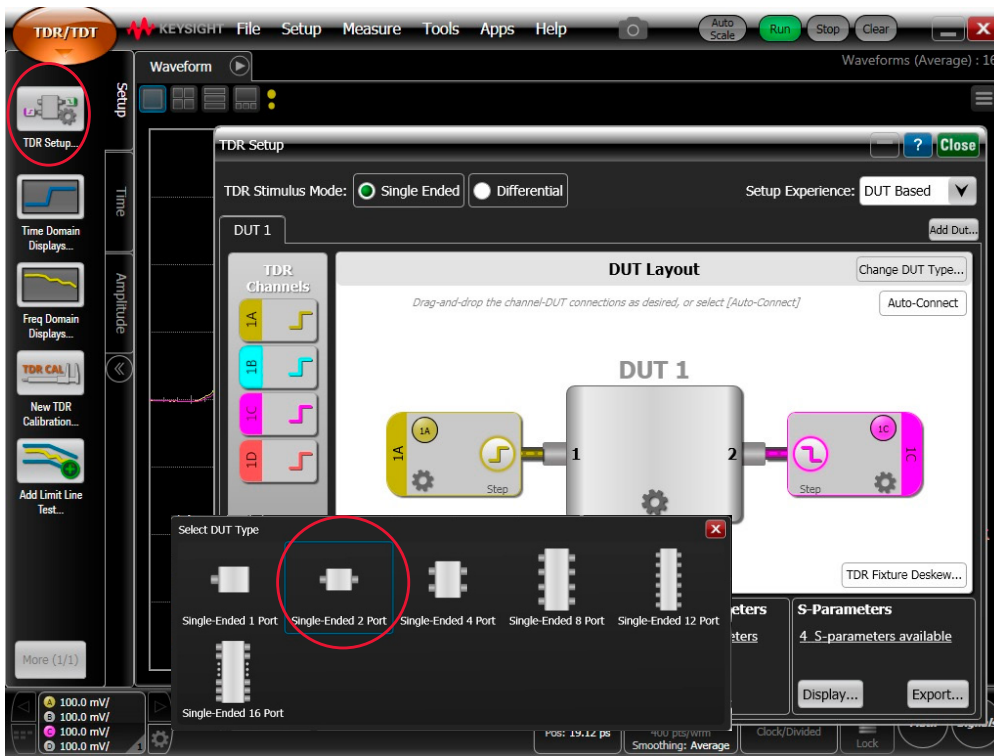 TDR/TDT
KEYSIGHT File Setup Measure Tools Apps Help
Auto Scale
Run
Stop
Clear
Waveform
Waveforms (Average) : 16
Setup
Time
Amplitude
TDR Setup...
Time Domain
Displays...
Freq Domain
Displays...
TDR CAL
New TDR
Calibration...
Add Limit Line
Test...
More (1/1)
TDR Setup
?
Close
TDR Stimulus Mode: Single Ended Differential
Setup Experience: DUT Based
DUT 1
Add Dut...
TDR
Channels
1A
1B
1C
1D
DUT Layout
Change DUT Type...
Drag-and-drop the channel-DUT connections as desired, or select [Auto-Connect]
Auto-Connect
DUT 1
1A
1A
Step
1
2
Step
1C
1C
TDR Fixture Deskew...
Select DUT Type
Single-Ended 1 Port
Single-Ended 2 Port
Single-Ended 4 Port
Single-Ended 8 Port
Single-Ended 12 Port
Single-Ended 16 Port
S-Parameters
4 S-parameters available
Display...
Export...
A 100.0 mV/
B 100.0 mV/
C 100.0 mV/
D 100.0 mV/
1
Pos: 19.12 ps
400 pts/wfm
Smoothing: Average
Clock/Divided
Lock